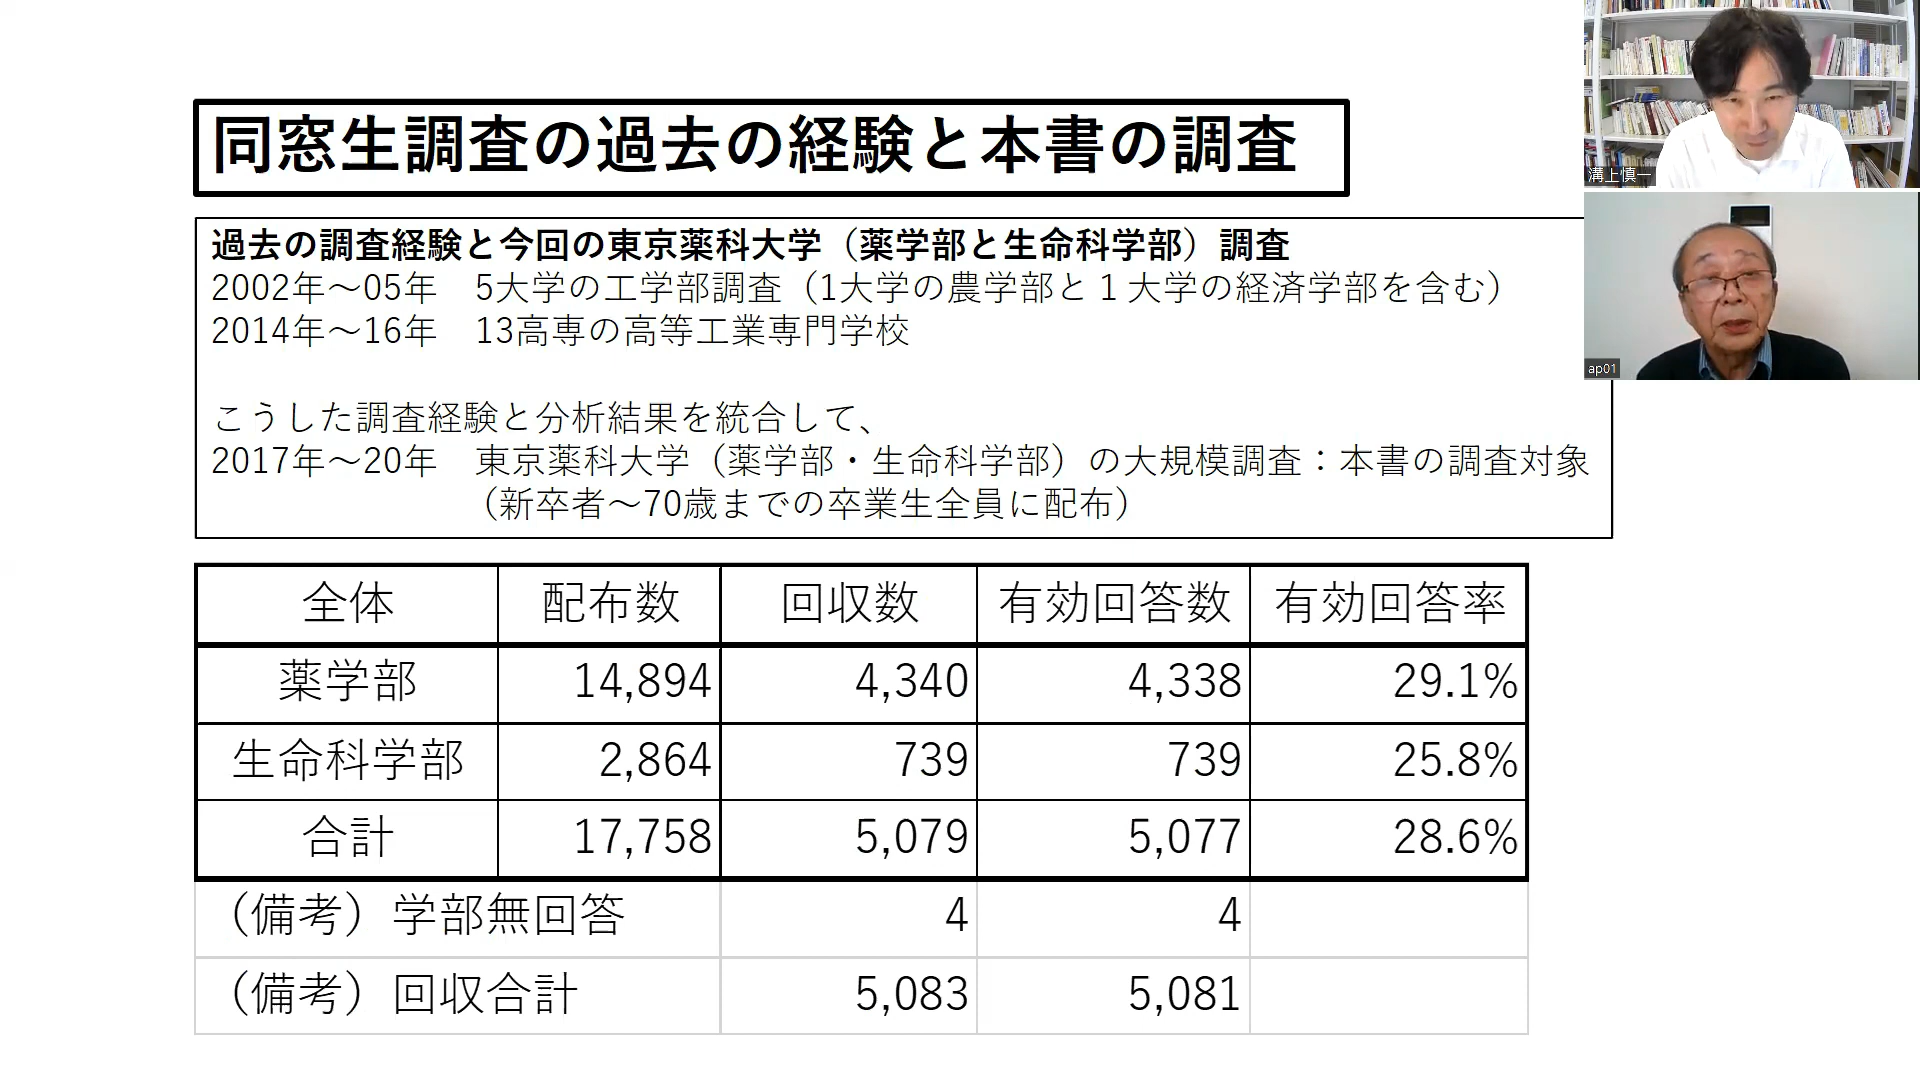 同窓生調査の過去の経験と本書の調査
過去の調査経験と今回の東京薬科大学（薬学部と生命科学部）調査
2002年～05年　5大学の工学部調査（1大学の農学部と１大学の経済学部を含む）
2014年～16年　13高専の高等工業専門学校
こうした調査経験と分析結果を統合して、
2017年～20年　東京薬科大学（薬学部・生命科学部）の大規模調査：本書の調査対象
（新卒者～70歳までの卒業生全員に配布）
全体 配布数 回収数 有効回答数 有効回答率
薬学部 14,894 4,340 4,338 29.1%
生命科学部 2,864 739 739 25.8%
合計 17,758 5,079 5,077 28.6%
（備考）学部無回答 4 4
（備考）回収合計 5,083 5,081
溝上慎一
ap01